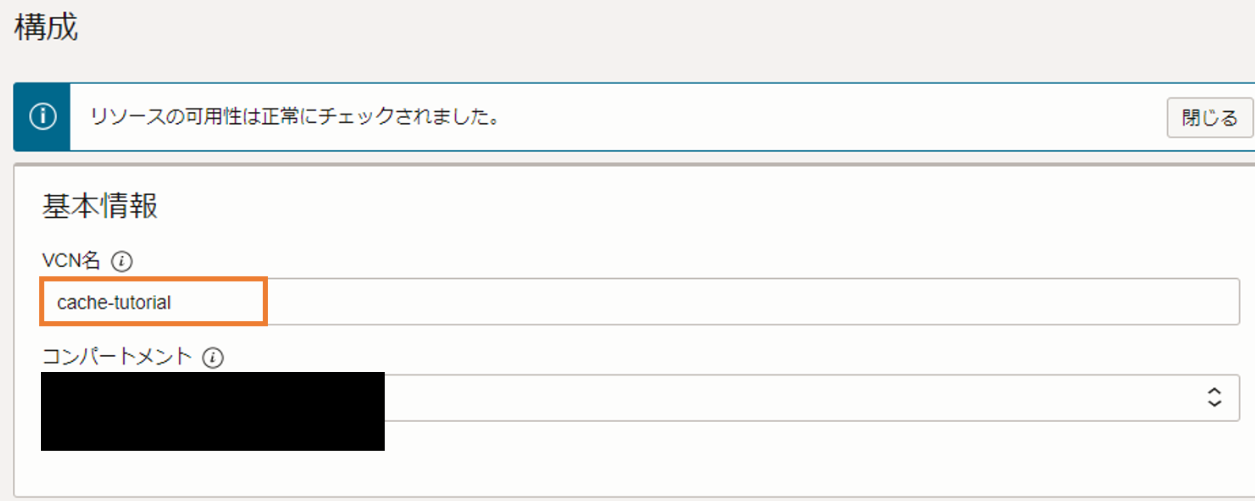 構成
リソースの可用性は正常にチェックされました。
閉じる
基本情報
VCN名
cache-tutorial
コンパートメント